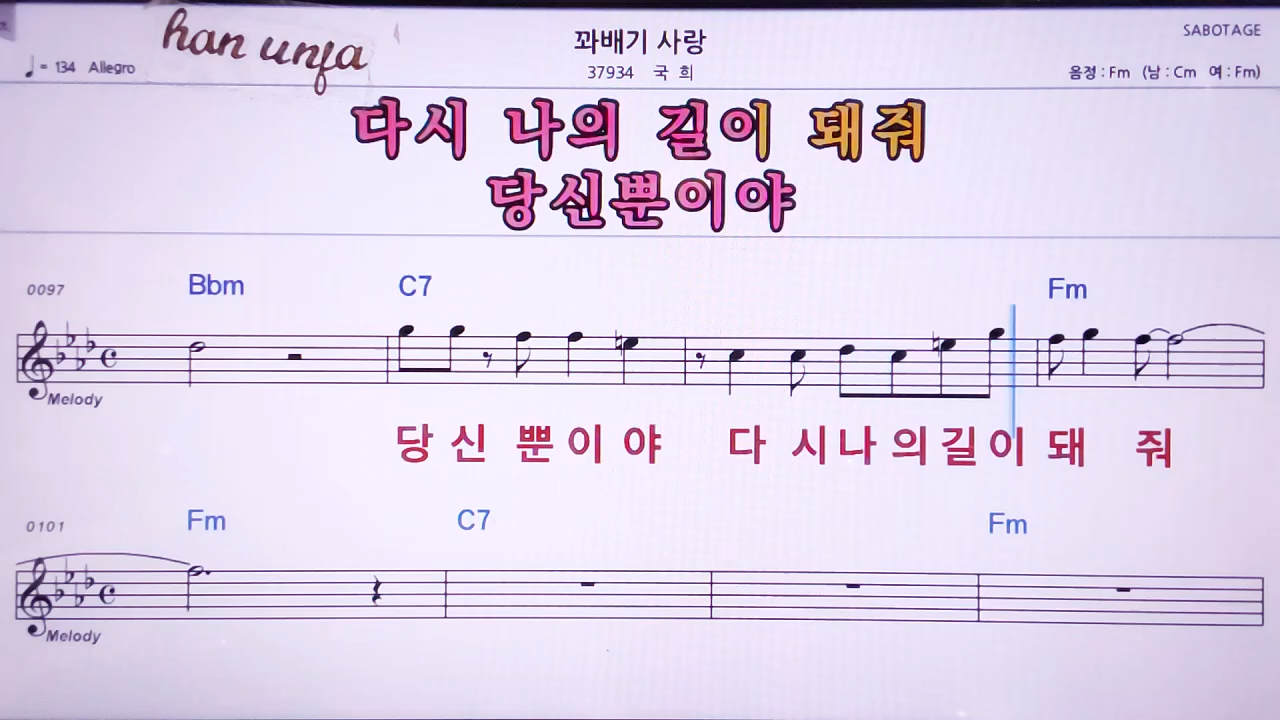 han unfa
꽈배기 사랑
SABOTAGE
♩= 134 Allegro
37934 국 희
음정 : Fm (남 : Cm 여 : Fm)
다시 나의 길이 돼줘
당신뿐이야
0097 Bbm C7 Fm
Melody
당 신 뿐 이 야 다 시 나 의 길 이 돼 줘
0101 Fm C7 Fm
Melody